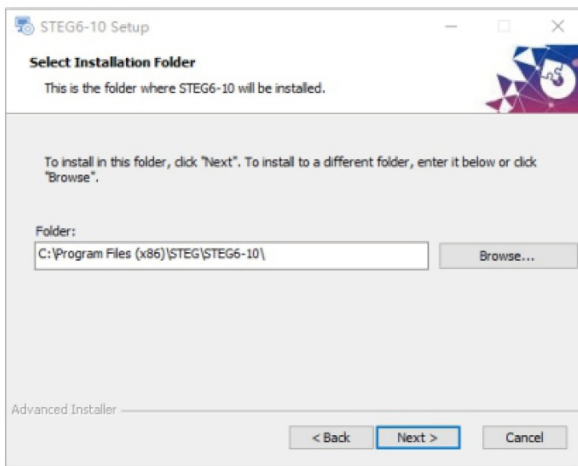 STEG6-10 Setup
Select Installation Folder
This is the folder where STEG6-10 will be installed.
To install in this folder, click "Next". To install to a different folder, enter it below or click
"Browse".
Folder:
C:\Program Files (x86)\STEG\STEG6-10\
Browse...
Advanced Installer
< Back
Next >
Cancel